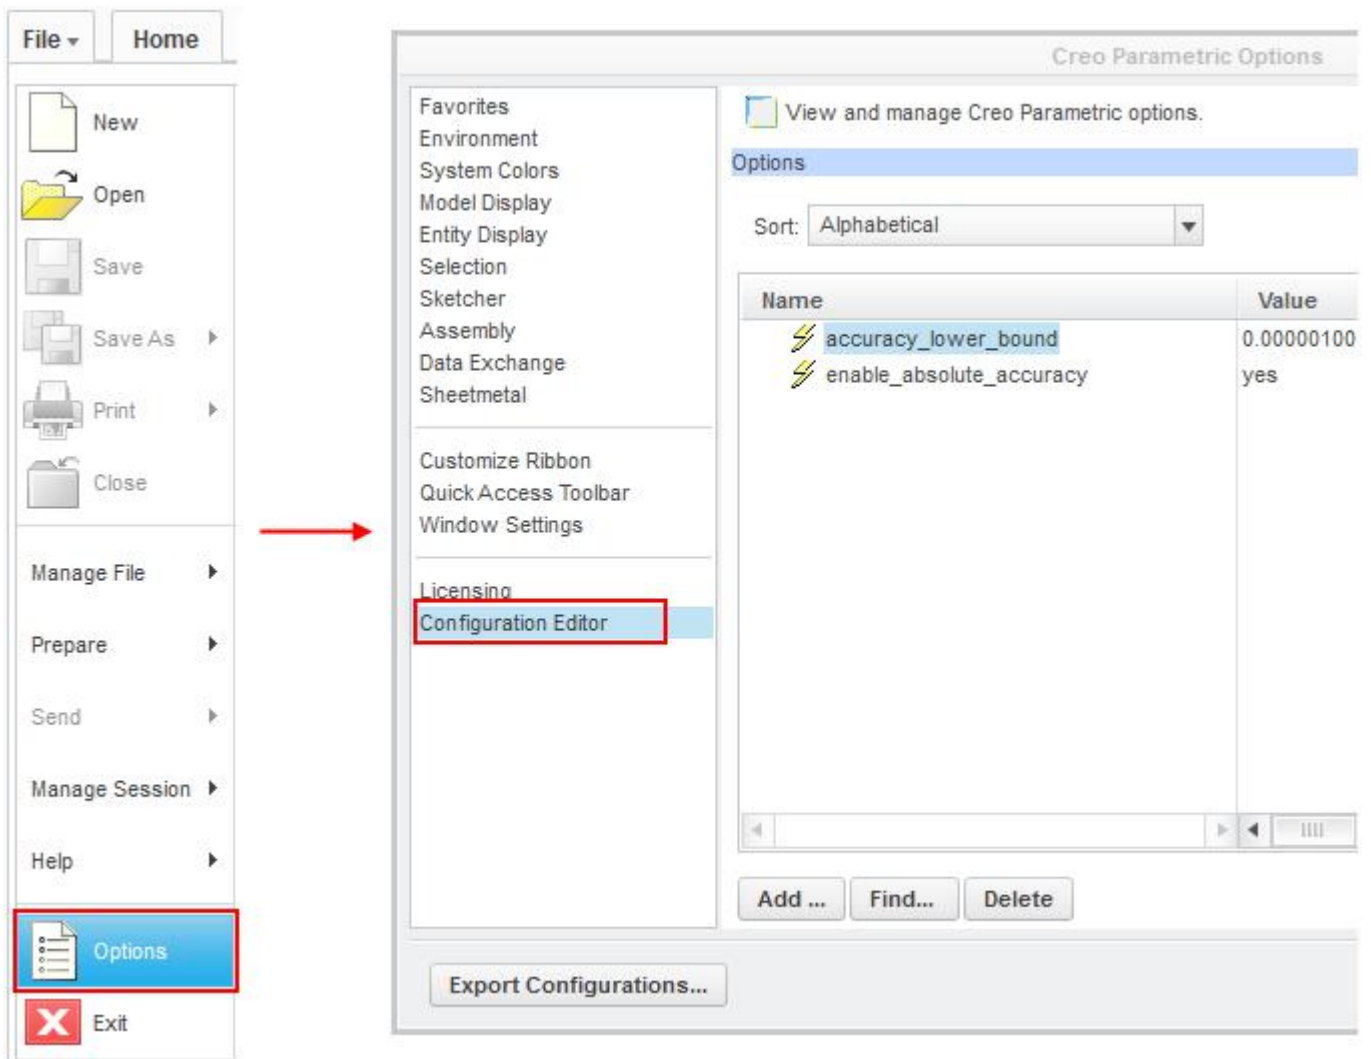 File
Home
New
Open
Save
Save As
Print
Close
Manage File
Prepare
Send
Manage Session
Help
Options
Exit
Creo Parametric Options
Favorites
Environment
System Colors
Model Display
Entity Display
Selection
Sketcher
Assembly
Data Exchange
Sheetmetal
Customize Ribbon
Quick Access Toolbar
Window Settings
Licensing
Configuration Editor
View and manage Creo Parametric options.
Options
Sort: Alphabetical
Name Value
accuracy_lower_bound 0.00000100
enable_absolute_accuracy yes
Add ... Find... Delete
Export Configurations...